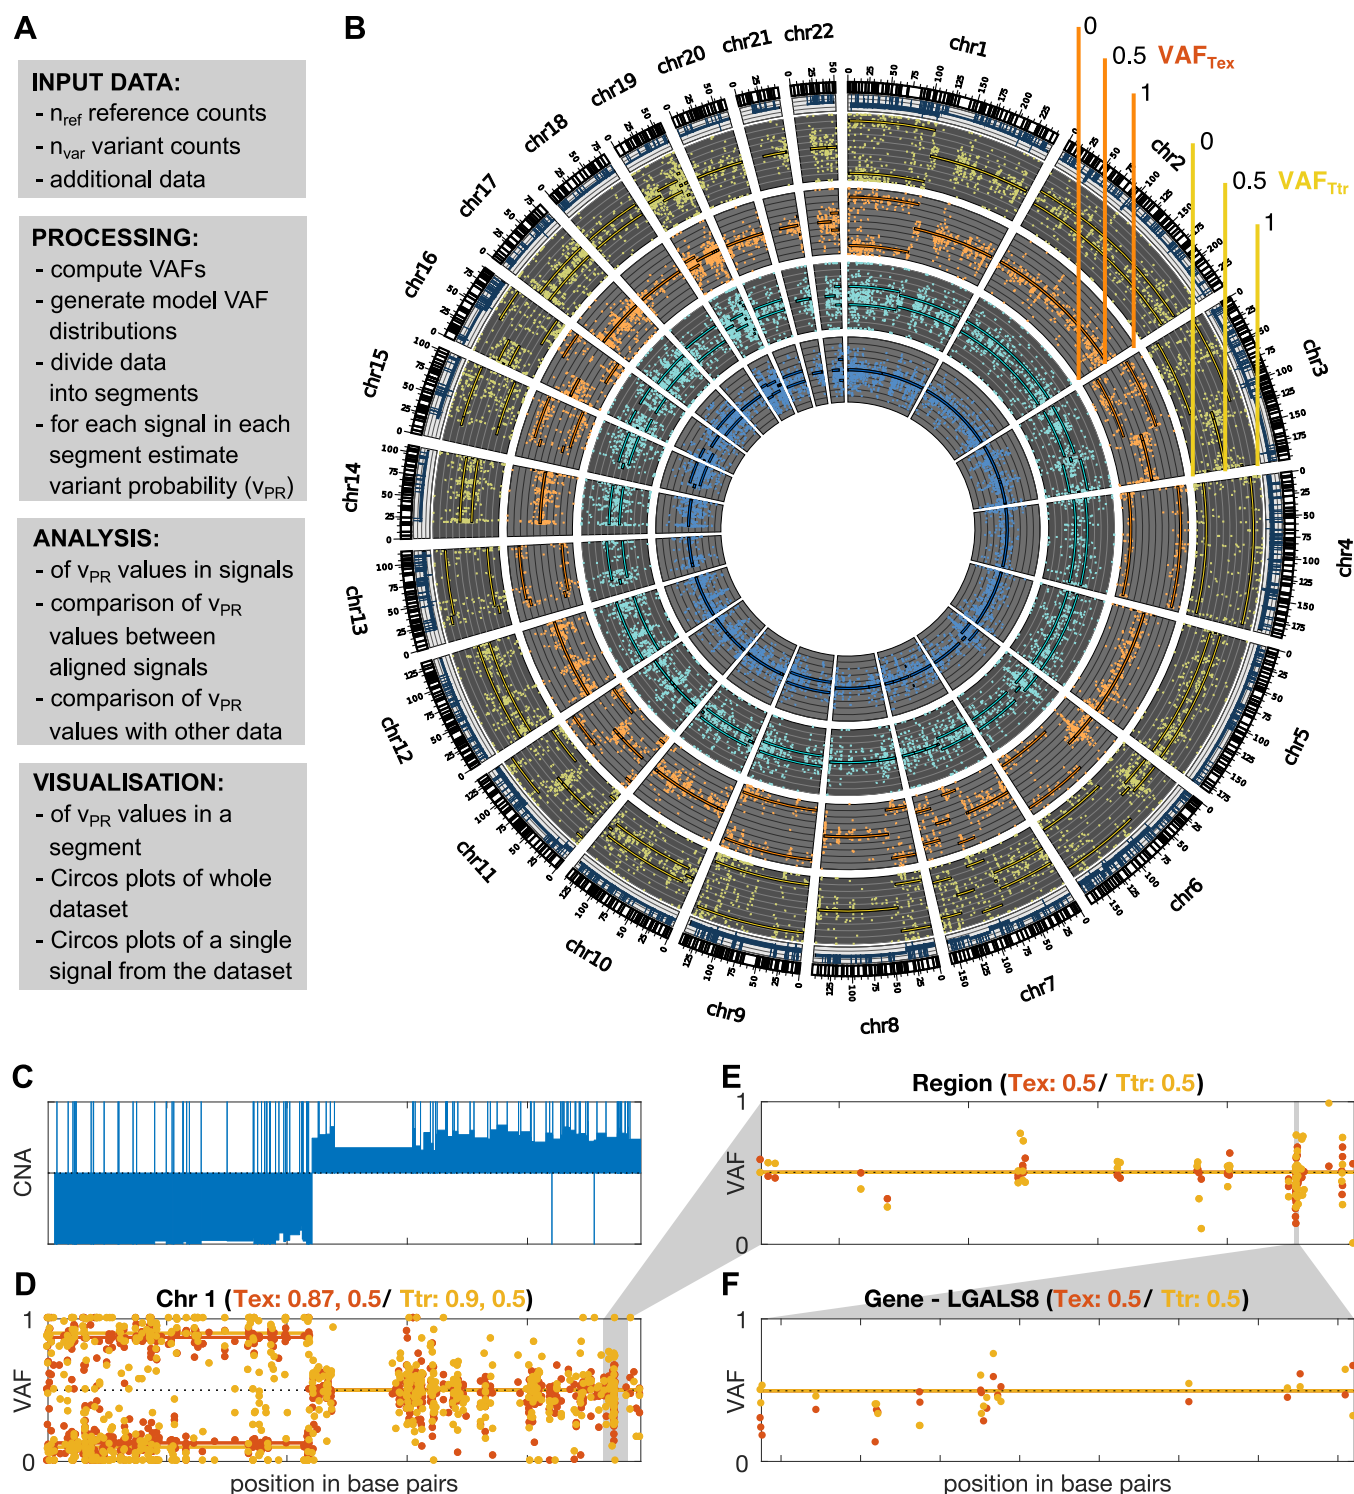 A
INPUT DATA:
- nref reference counts
- nvar variant counts
- additional data
PROCESSING:
- compute VAFs
- generate model VAF
distributions
- divide data
into segments
- for each signal in each
segment estimate
variant probability (vPR)
ANALYSIS:
- of vPR values in signals
- comparison of vPR
values between
aligned signals
- comparison of vPR
values with other data
VISUALISATION:
- of vPR values in a
segment
- Circos plots of whole
dataset
- Circos plots of a single
signal from the dataset
B
0
0.5 VAFTex
1
0
0.5 VAFTtr
1
chr1
chr2
chr3
chr4
chr5
chr6
chr7
chr8
chr9
chr10
chr11
chr12
chr13
chr14
chr15
chr16
chr17
chr18
chr19
chr20
chr21
chr22
C
CNA
D
Chr 1 (Tex: 0.87, 0.5/ Ttr: 0.9, 0.5)
1
VAF
0
position in base pairs
E
Region (Tex: 0.5/ Ttr: 0.5)
1
VAF
0
F
Gene - LGALS8 (Tex: 0.5/ Ttr: 0.5)
1
VAF
0
position in base pairs